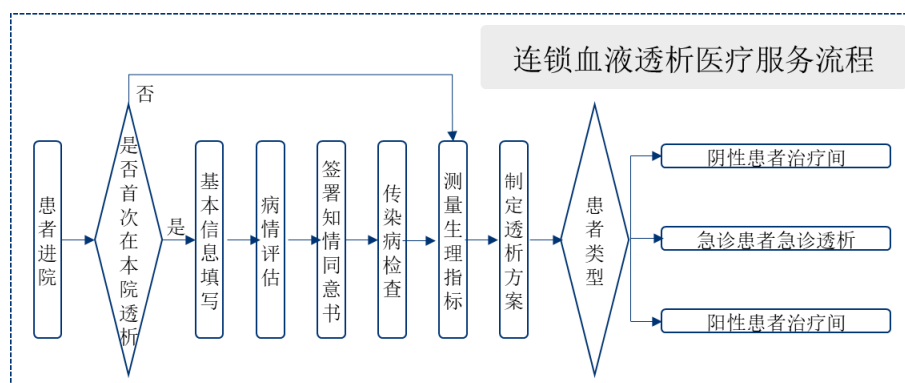 连锁血液透析医疗服务流程
否
患者进院
是否首次在本院透析
是
基本信息填写
病情评估
签署知情同意书
传染病检查
测量生理指标
制定透析方案
患者类型
阴性患者治疗间
急诊患者急诊透析
阳性患者治疗间